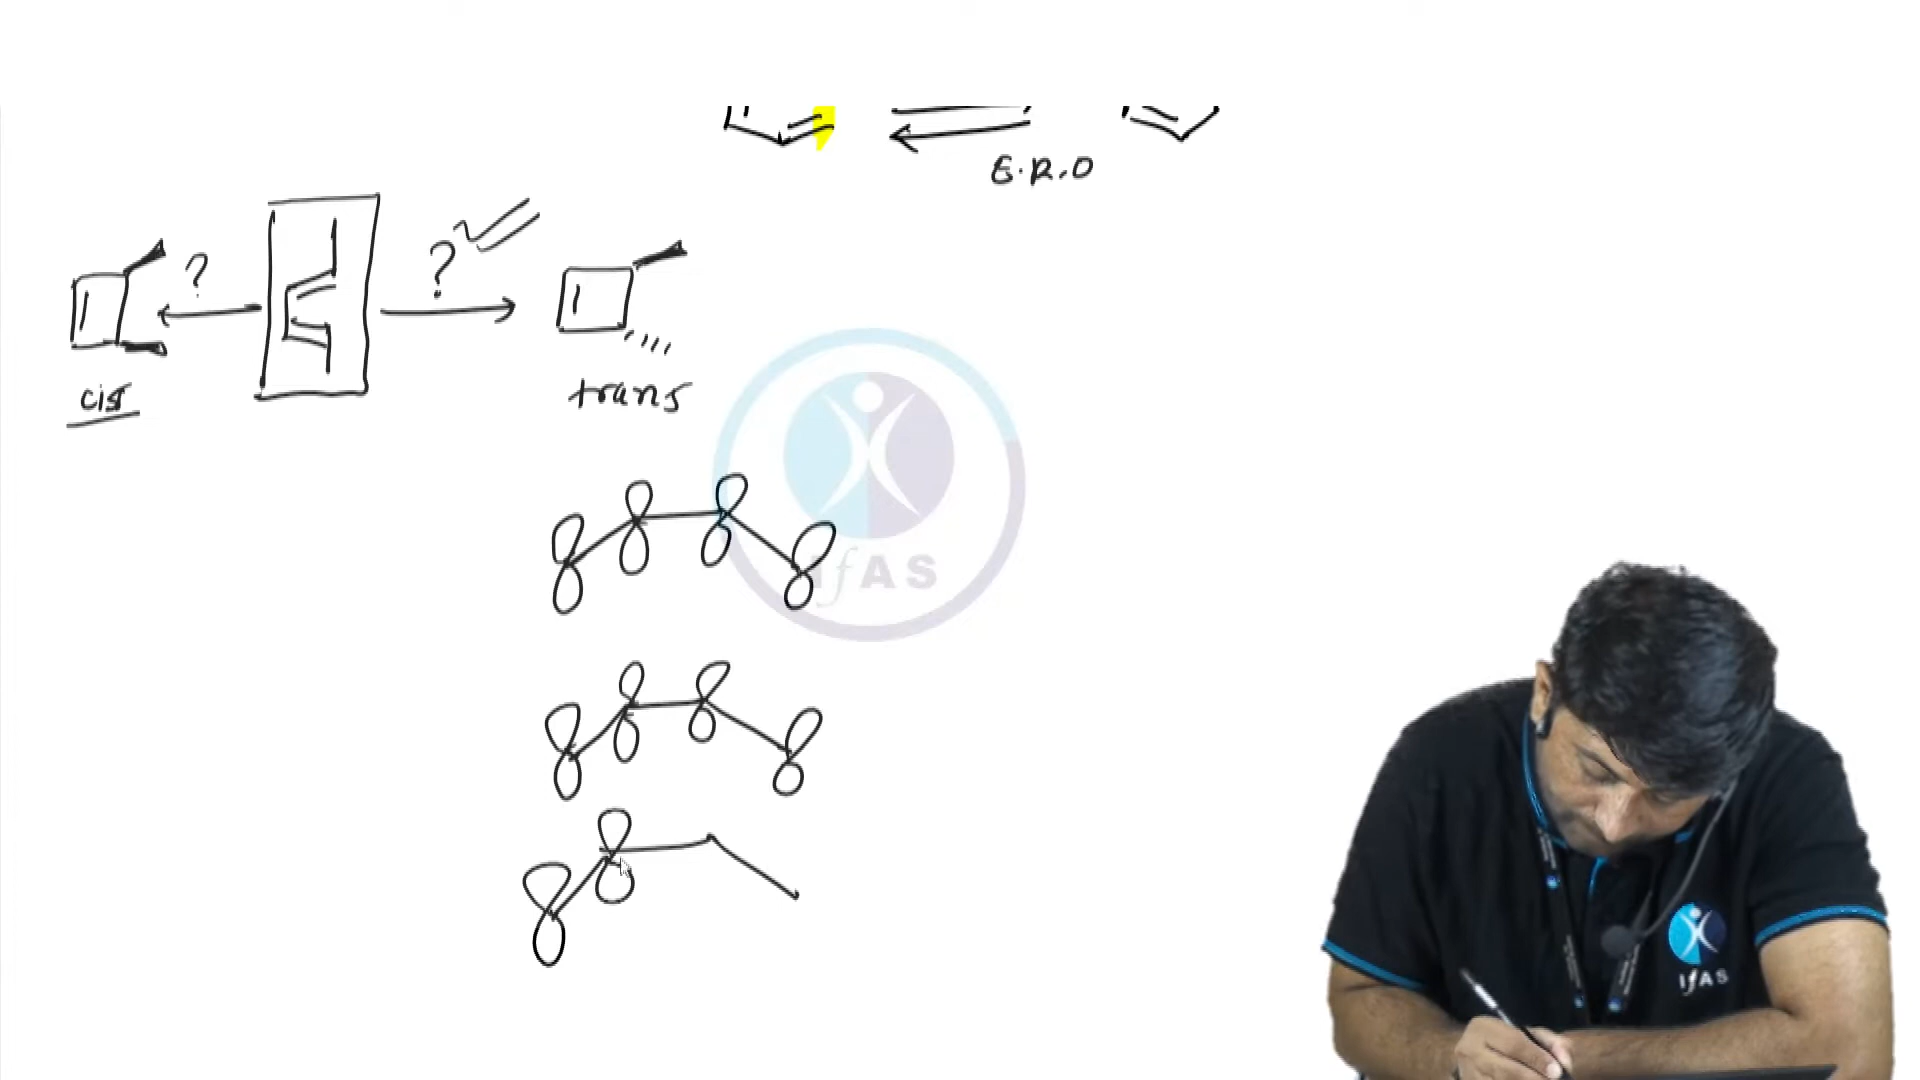 E.R.O
? ?
cis trans
IfAS
IfAS